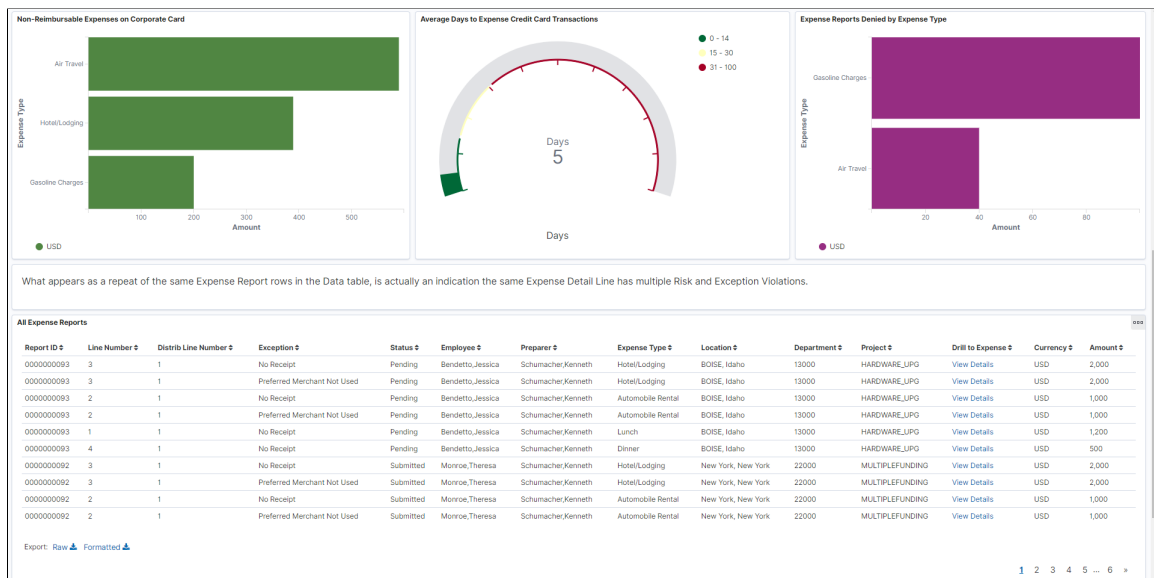 Non-Reimbursable Expenses on Corporate Card
Expense Type
Air Travel
Hotel/Lodging
Gasoline Charges
100 200 300 400 500
Amount
USD
Average Days to Expense Credit Card Transactions
0 - 14
15 - 30
31 - 100
Days
5
Days
Expense Reports Denied by Expense Type
Expense Type
Gasoline Charges
Air Travel
20 40 60 80
Amount
USD
What appears as a repeat of the same Expense Report rows in the Data table, is actually an indication the same Expense Detail Line has multiple Risk and Exception Violations.
All Expense Reports
Report ID Line Number Distrib Line Number Exception Status Employee Preparer Expense Type Location Department Project Drill to Expense Currency Amount
0000000093 3 1 No Receipt Pending Bendetto,Jessica Schumacher,Kenneth Hotel/Lodging BOISE, Idaho 13000 HARDWARE_UPG View Details USD 2,000
0000000093 3 1 Preferred Merchant Not Used Pending Bendetto,Jessica Schumacher,Kenneth Hotel/Lodging BOISE, Idaho 13000 HARDWARE_UPG View Details USD 2,000
0000000093 2 1 No Receipt Pending Bendetto,Jessica Schumacher,Kenneth Automobile Rental BOISE, Idaho 13000 HARDWARE_UPG View Details USD 1,000
0000000093 2 1 Preferred Merchant Not Used Pending Bendetto,Jessica Schumacher,Kenneth Automobile Rental BOISE, Idaho 13000 HARDWARE_UPG View Details USD 1,000
0000000093 1 1 No Receipt Pending Bendetto,Jessica Schumacher,Kenneth Lunch BOISE, Idaho 13000 HARDWARE_UPG View Details USD 1,200
0000000093 4 1 No Receipt Pending Bendetto,Jessica Schumacher,Kenneth Dinner BOISE, Idaho 13000 HARDWARE_UPG View Details USD 500
0000000092 3 1 No Receipt Submitted Monroe,Theresa Schumacher,Kenneth Hotel/Lodging New York, New York 22000 MULTIPLEFUNDING View Details USD 2,000
0000000092 3 1 Preferred Merchant Not Used Submitted Monroe,Theresa Schumacher,Kenneth Hotel/Lodging New York, New York 22000 MULTIPLEFUNDING View Details USD 2,000
0000000092 2 1 No Receipt Submitted Monroe,Theresa Schumacher,Kenneth Automobile Rental New York, New York 22000 MULTIPLEFUNDING View Details USD 1,000
0000000092 2 1 Preferred Merchant Not Used Submitted Monroe,Theresa Schumacher,Kenneth Automobile Rental New York, New York 22000 MULTIPLEFUNDING View Details USD 1,000
Export: Raw Formatted
1 2 3 4 5 ... 6 »